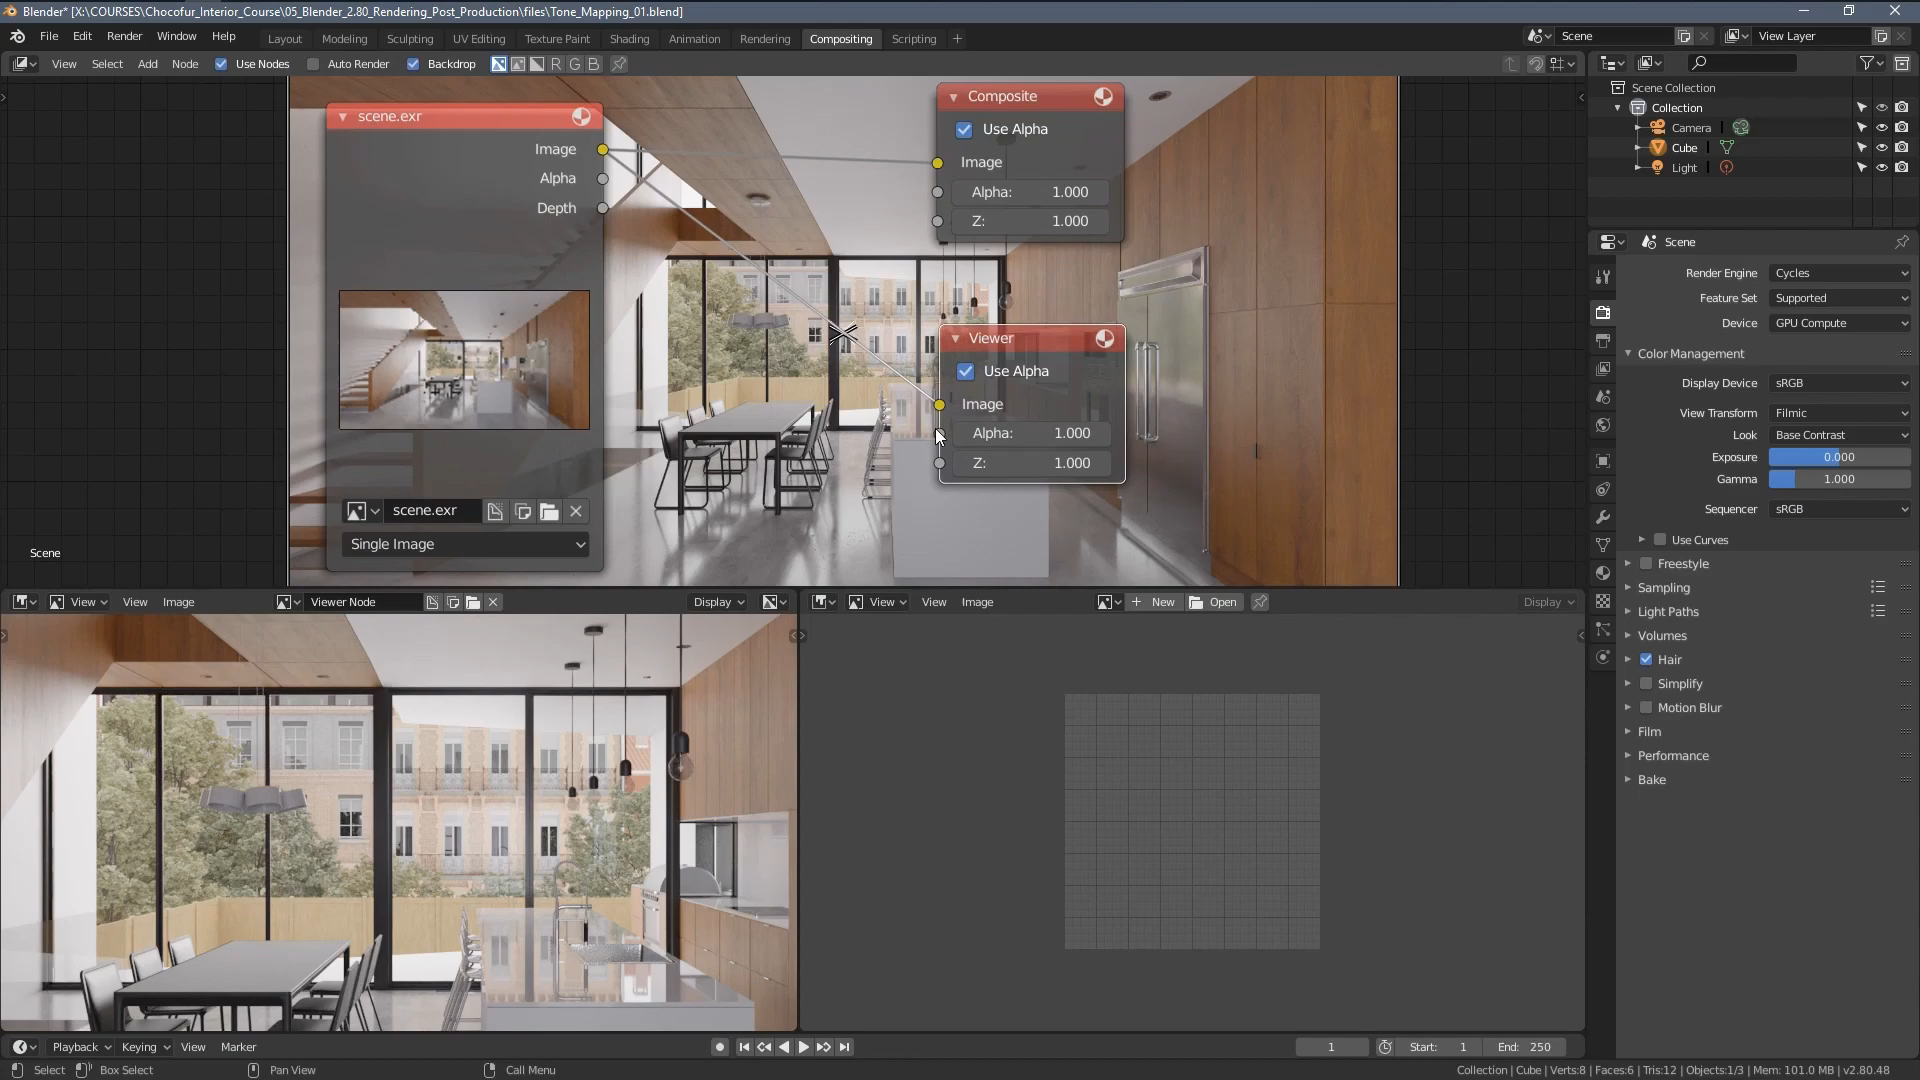 Blender* [X:\COURSES\Chocofur_Interior_Course\05_Blender_2.80_Rendering_Post_Production\files\Tone_Mapping_01.blend]
File Edit Render Window Help
Layout Modeling Sculpting UV Editing Texture Paint Shading Animation Rendering Compositing Scripting +
Scene
View Layer
View Select Add Node Use Nodes Auto Render Backdrop R G B
scene.exr
Image
Alpha
Depth
scene.exr
Single Image
Composite
Use Alpha
Image
Alpha: 1.000
Z: 1.000
Viewer
Use Alpha
Image
Alpha: 1.000
Z: 1.000
Scene
Scene Collection
Collection
Camera
Cube
Light
Scene
Render Engine Cycles
Feature Set Supported
Device GPU Compute
Color Management
Display Device sRGB
View Transform Filmic
Look Base Contrast
Exposure 0.000
Gamma 1.000
Sequencer sRGB
Use Curves
Freestyle
Sampling
Light Paths
Volumes
Hair
Simplify
Motion Blur
Film
Performance
Bake
View View Image Viewer Node Display
View View Image + New Open Display
Playback Keying View Marker
1 Start: 1 End: 250
Select Box Select Pan View Call Menu
Collection | Cube | Verts:8 | Faces:6 | Tris:12 | Objects:1/3 | Mem: 101.0 MB | v2.80.48